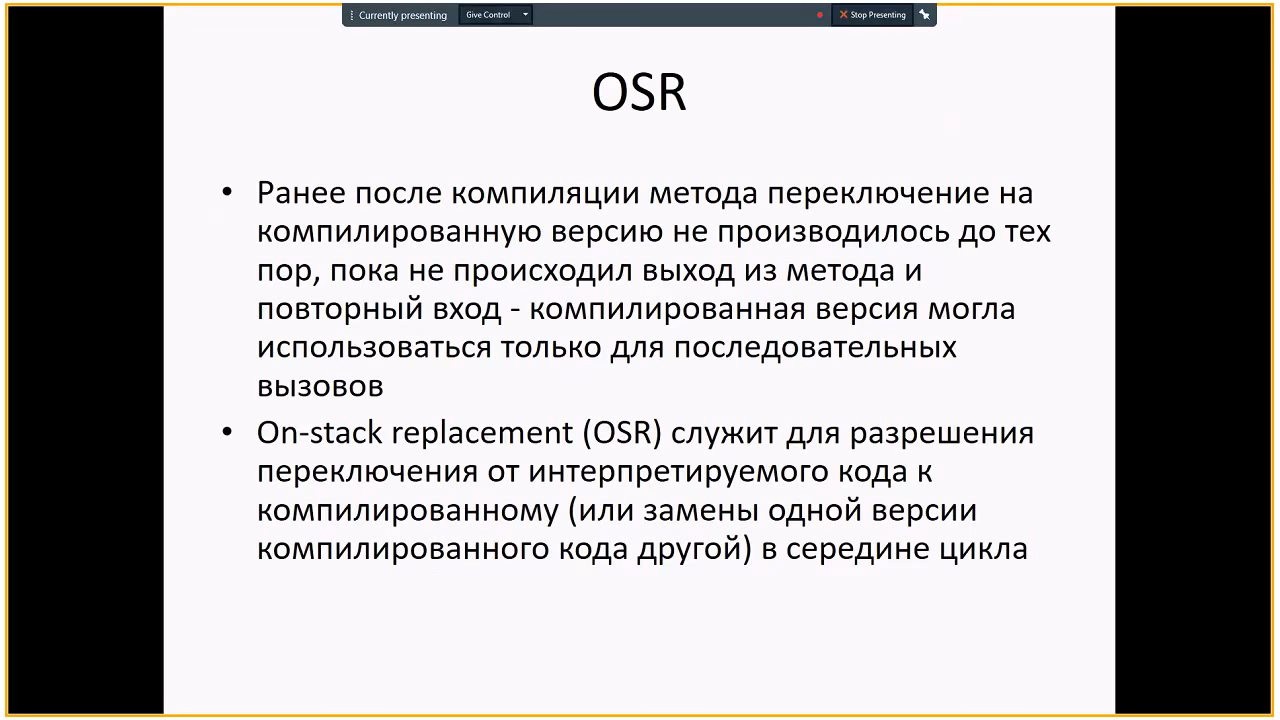 Currently presenting
Give Control
Stop Presenting
OSR
• Ранее после компиляции метода переключение на
компилированную версию не производилось до тех
пор, пока не происходил выход из метода и
повторный вход - компилированная версия могла
использоваться только для последовательных
вызовов
• On-stack replacement (OSR) служит для разрешения
переключения от интерпретируемого кода к
компилированному (или замены одной версии
компилированного кода другой) в середине цикла